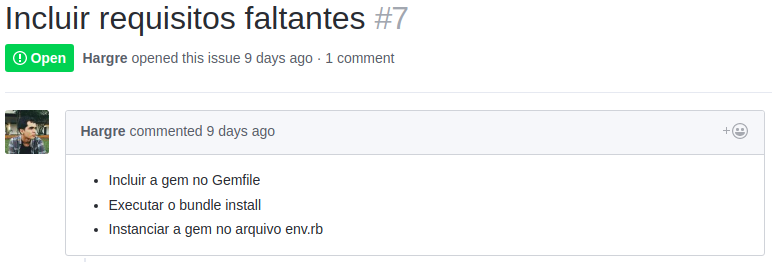 Incluir requisitos faltantes #7
Open Hargre opened this issue 9 days ago · 1 comment
Hargre commented 9 days ago
• Incluir a gem no Gemfile
• Executar o bundle install
• Instanciar a gem no arquivo env.rb